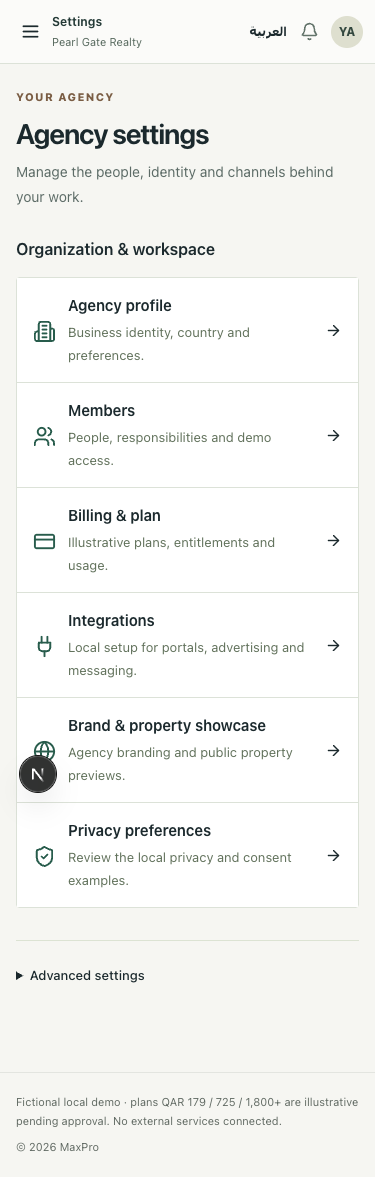 Settings
Pearl Gate Realty
العربية
YA
YOUR AGENCY
Agency settings
Manage the people, identity and channels behind
your work.
Organization & workspace
Agency profile
Business identity, country and
preferences.
Members
People, responsibilities and demo
access.
Billing & plan
Illustrative plans, entitlements and
usage.
Integrations
Local setup for portals, advertising and
messaging.
Brand & property showcase
Agency branding and public property
previews.
N
Privacy preferences
Review the local privacy and consent
examples.
Advanced settings
Fictional local demo · plans QAR 179 / 725 / 1,800+ are illustrative
pending approval. No external services connected.
© 2026 MaxPro